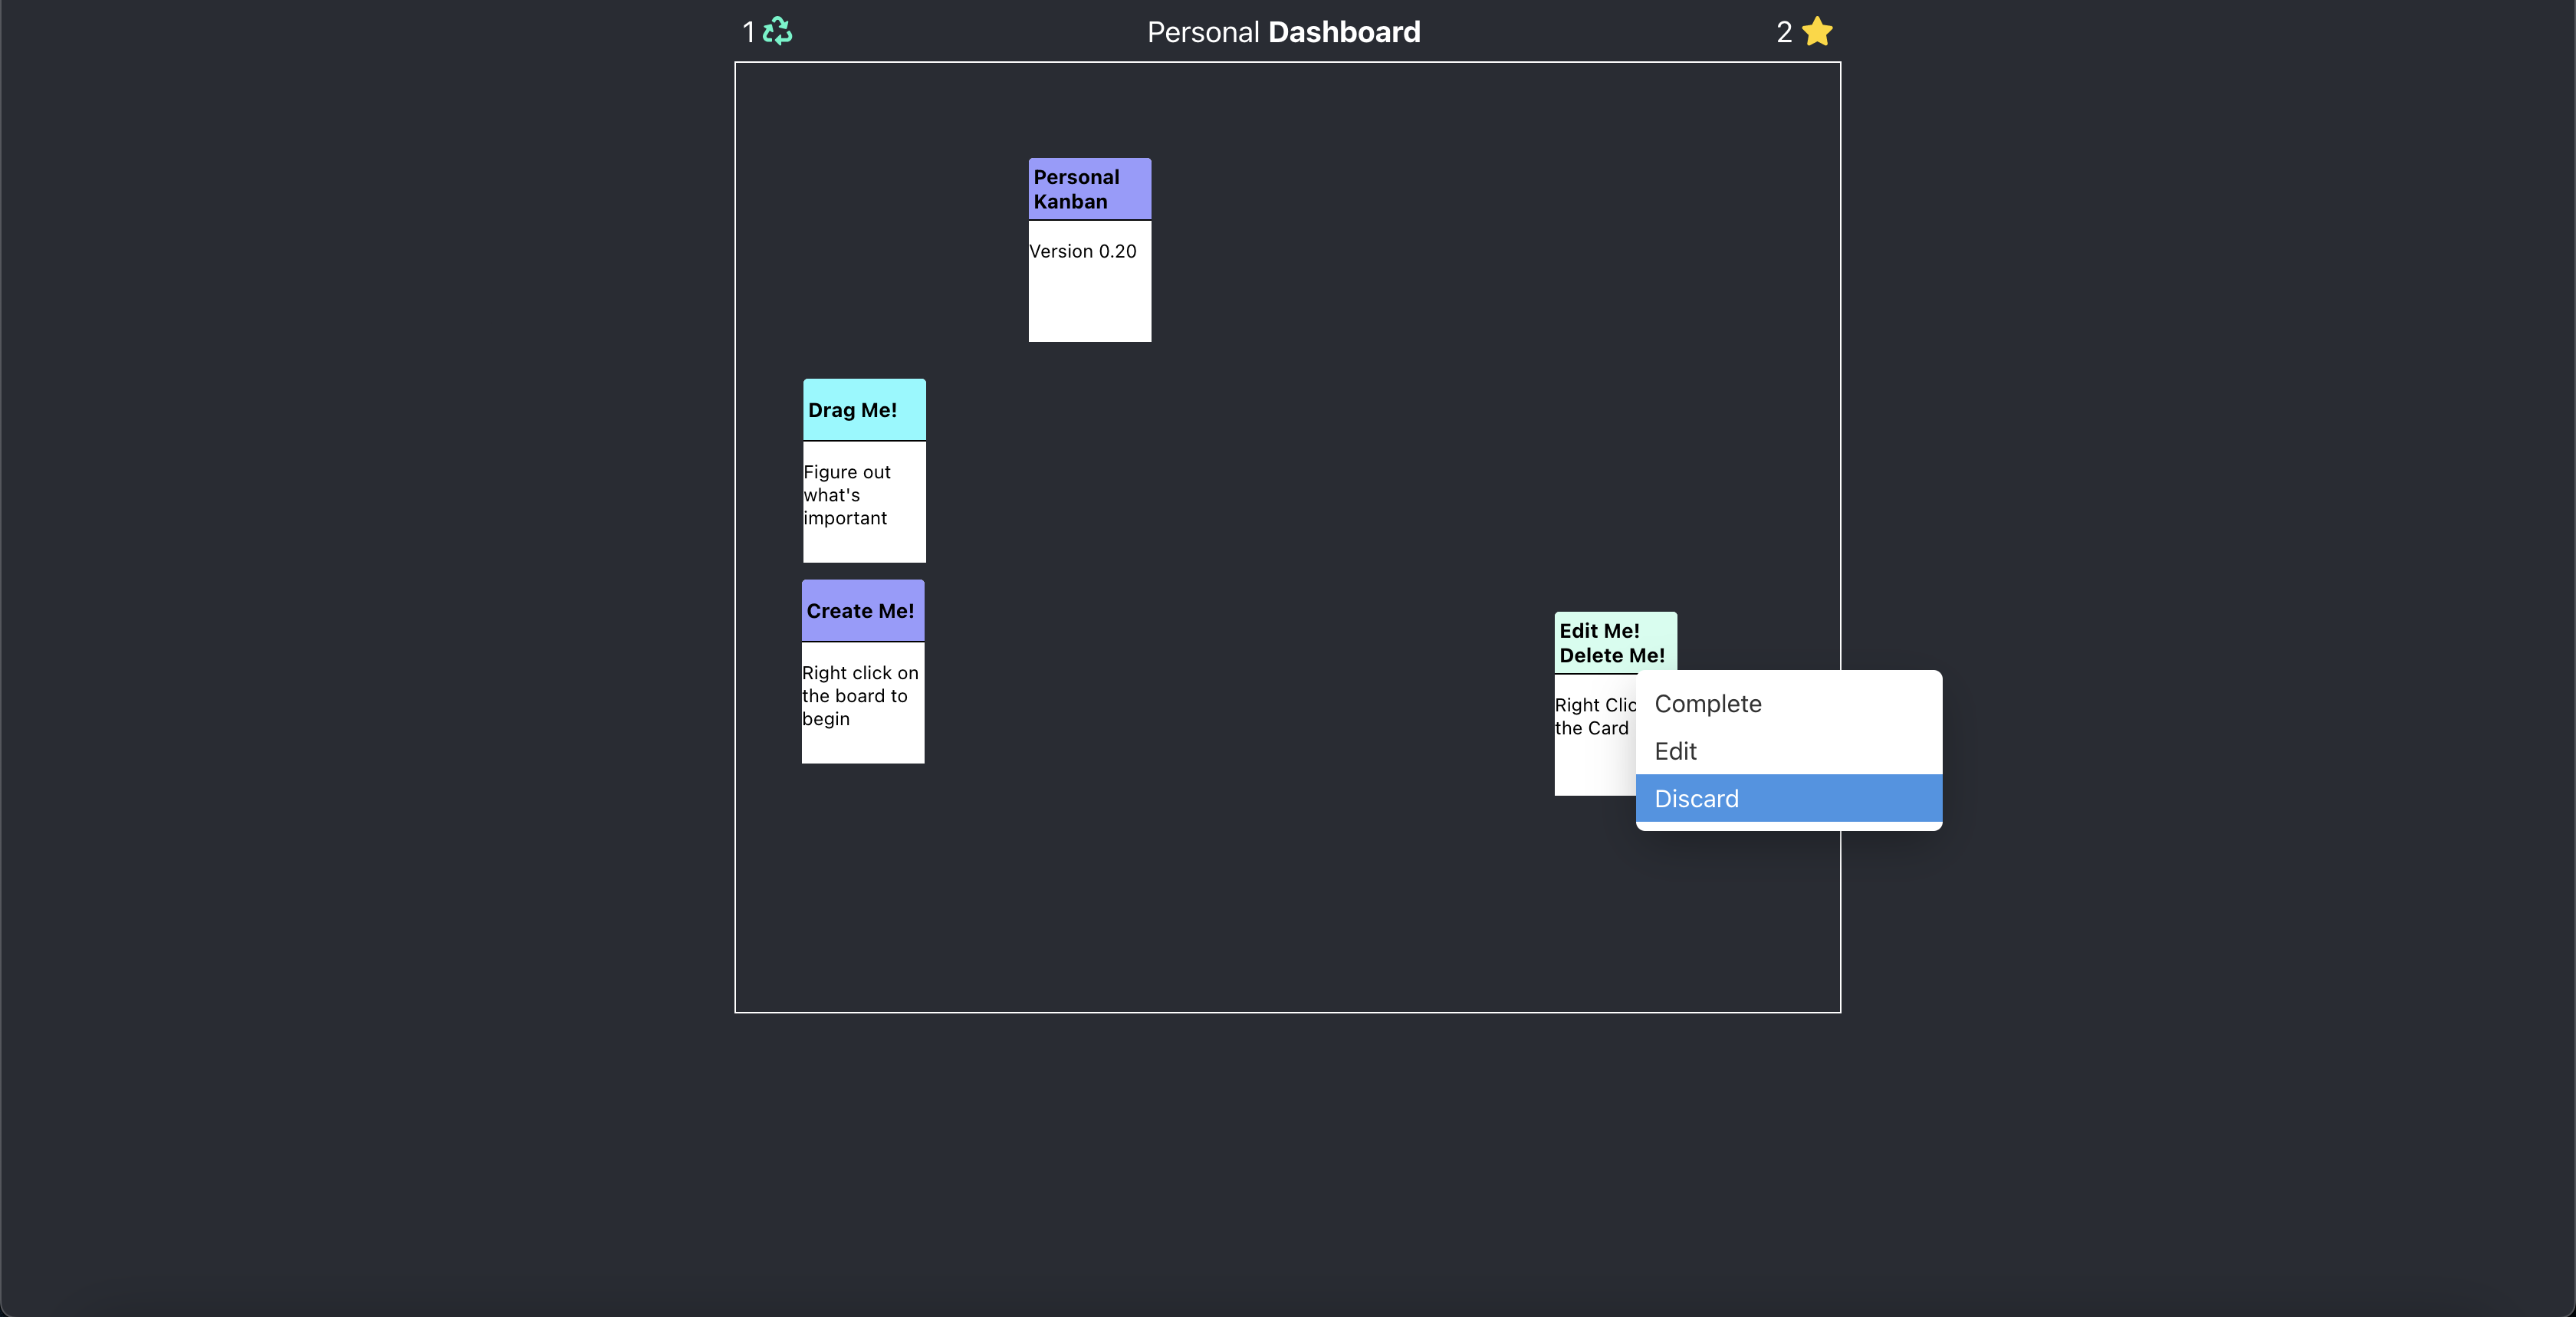 1
Personal Dashboard
2
Personal
Kanban
Version 0.20
Drag Me!
Figure out
what's
important
Create Me!
Right click on
the board to
begin
Edit Me!
Delete Me!
Right
the Card
Complete
Edit
Discard